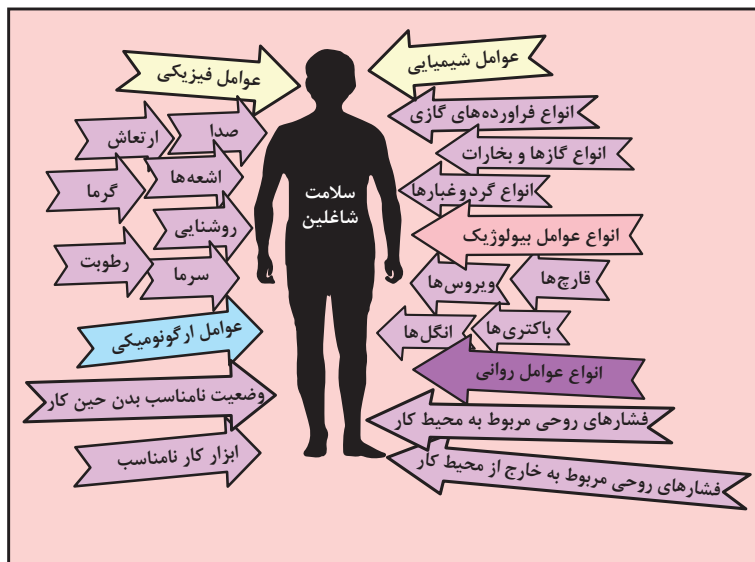 عوامل شیمیایی
عوامل فیزیکی
انواع فراورده‌های گازی
صدا
ارتعاش
انواع گازها و بخارات
اشعه‌ها
گرما
انواع گردوغبارها
سلامت
شاغلین
روشنایی
انواع عوامل بیولوژیک
رطوبت
سرما
قارچ‌ها
ویروس‌ها
عوامل ارگونومیکی
باکتری‌ها
انگل‌ها
انواع عوامل روانی
وضعیت نامناسب بدن حین کار
فشارهای روحی مربوط به محیط کار
ابزار کار نامناسب
فشارهای روحی مربوط به خارج از محیط کار